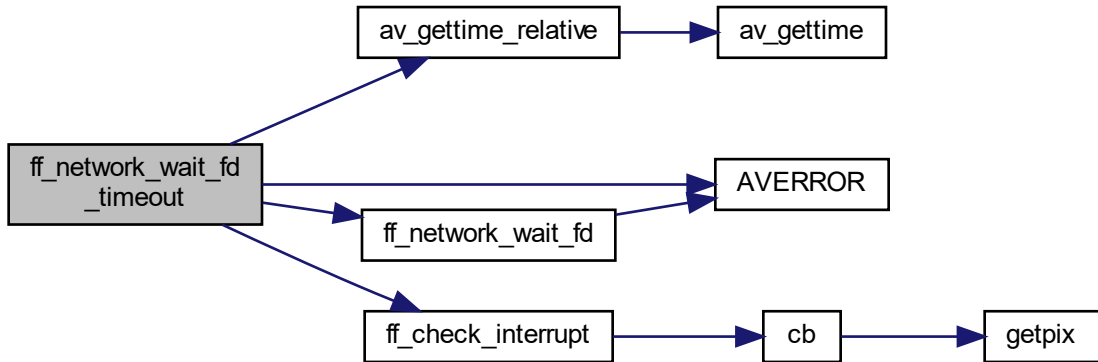 av_gettime_relative
av_gettime
ff_network_wait_fd
_timeout
AVERROR
ff_network_wait_fd
ff_check_interrupt
cb
getpix